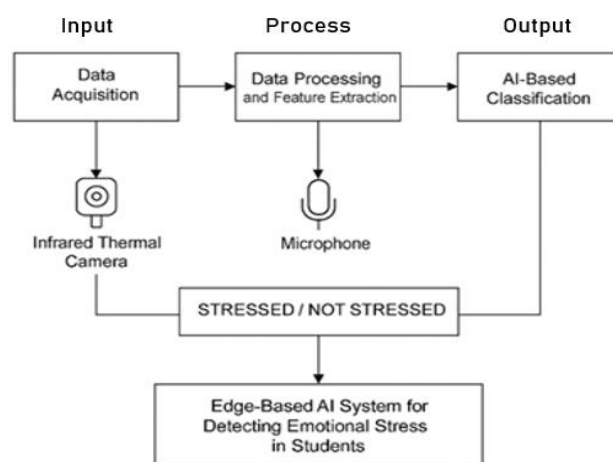 Input
Process
Output
Data
Acquisition
Data Processing
and Feature Extraction
AI-Based
Classification
Infrared Thermal
Camera
Microphone
STRESSED / NOT STRESSED
Edge-Based AI System for
Detecting Emotional Stress
in Students